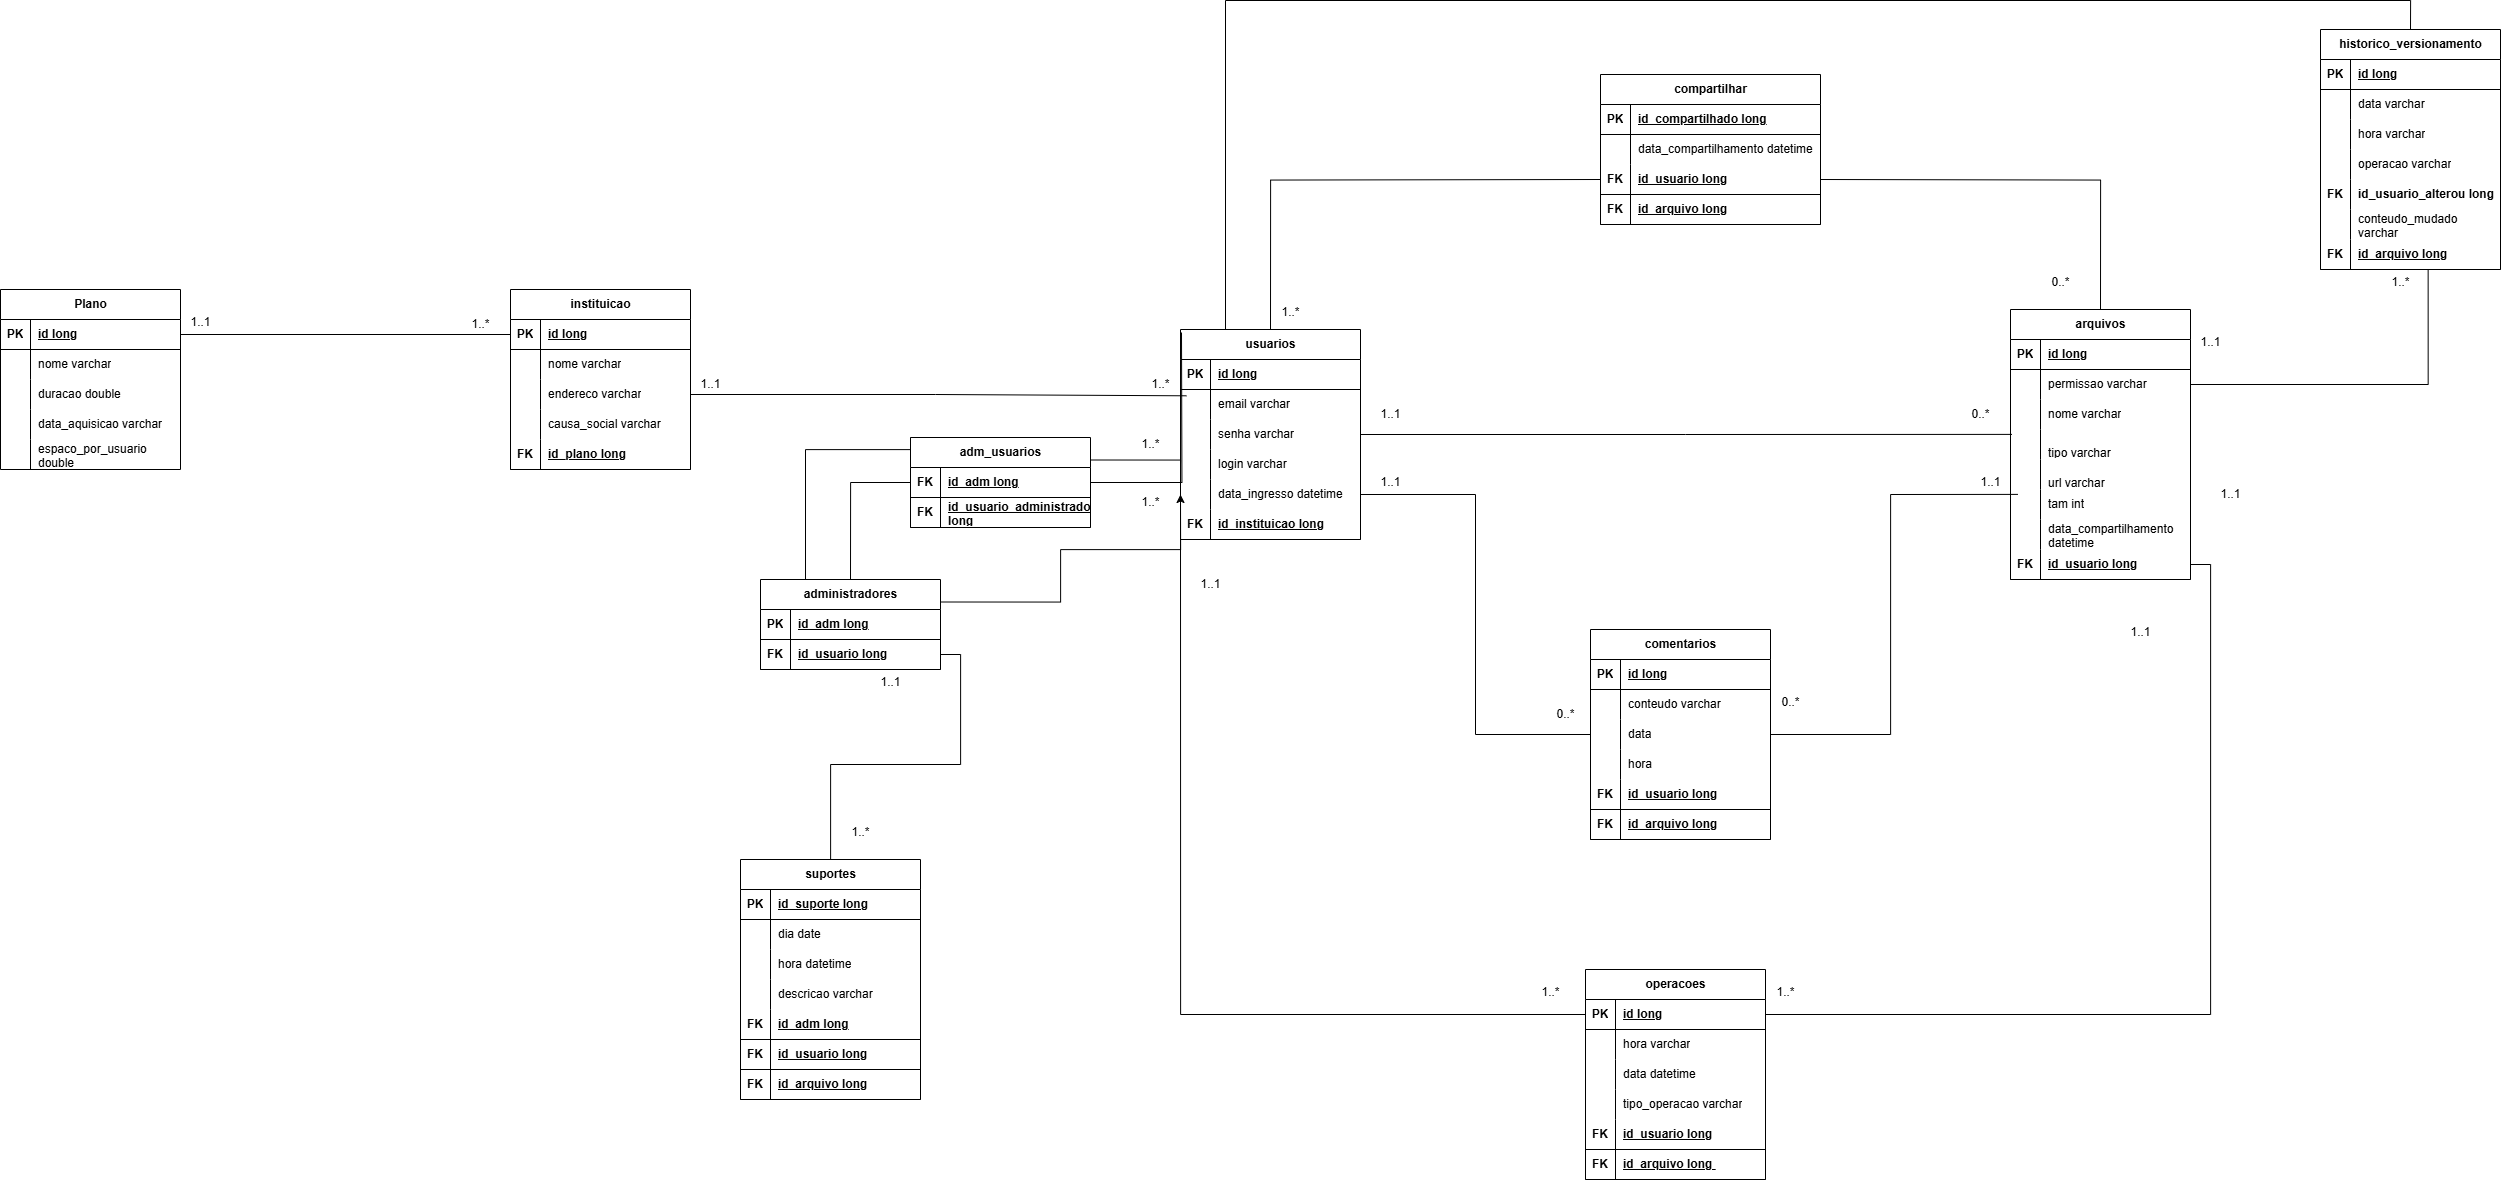 historico_versionamento
PK id long
data varchar
hora varchar
operacao varchar
FK id_usuario_alterou long
conteudo_mudado
varchar
FK id_arquivo long
1..*
compartilhar
PK id_compartilhado long
data_compartilhamento datetime
FK id_usuario long
FK id_arquivo long
0..*
1..*
Plano
PK id long
nome varchar
duracao double
data_aquisicao varchar
espaco_por_usuario
double
1..1
1..*
instituicao
PK id long
nome varchar
endereco varchar
causa_social varchar
FK id_plano long
1..1
1..*
usuarios
PK id long
email varchar
senha varchar
login varchar
data_ingresso datetime
FK id_instituicao long
1..1
0..*
1..1
1..1
arquivos
PK id long
permissao varchar
nome varchar
tipo varchar
url varchar
tam int
data_compartilhamento
datetime
FK id_usuario long
1..1
1..1
1..1
adm_usuarios
FK id_adm long
FK id_usuario_administrado
long
1..*
1..*
1..1
administradores
PK id_adm long
FK id_usuario long
1..1
1..*
comentarios
PK id long
conteudo varchar
data
hora
FK id_usuario long
FK id_arquivo long
0..*
0..*
suportes
PK id_suporte long
dia date
hora datetime
descricao varchar
FK id_adm long
FK id_usuario long
FK id_arquivo long
1..*
1..*
operacoes
PK id long
hora varchar
data datetime
tipo_operacao varchar
FK id_usuario long
FK id_arquivo long